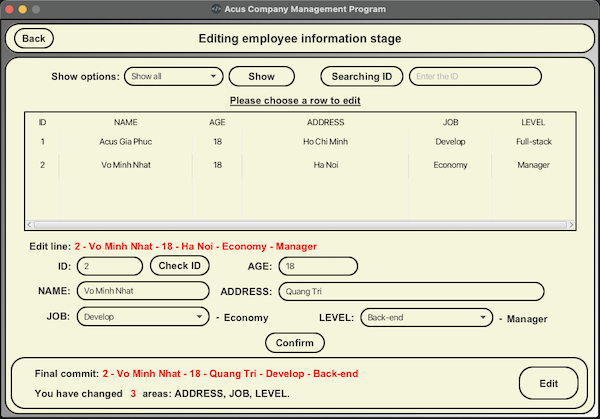 Acus Company Management Program
Back
Editing employee information stage
Show options: Show all Show Searching ID Enter the ID
Please choose a row to edit
ID NAME AGE ADDRESS JOB LEVEL
1 Acus Gia Phuc 18 Ho Chi Minh Develop Full-stack
2 Vo Minh Nhat 18 Ha Noi Economy Manager
Edit line: 2 - Vo Minh Nhat - 18 - Ha Noi - Economy - Manager
ID: 2 Check ID AGE: 18
NAME: Vo Minh Nhat ADDRESS: Quang Tri
JOB: Develop - Economy LEVEL: Back-end - Manager
Confirm
Final commit: 2 - Vo Minh Nhat - 18 - Quang Tri - Develop - Back-end
You have changed 3 areas: ADDRESS, JOB, LEVEL.
Edit